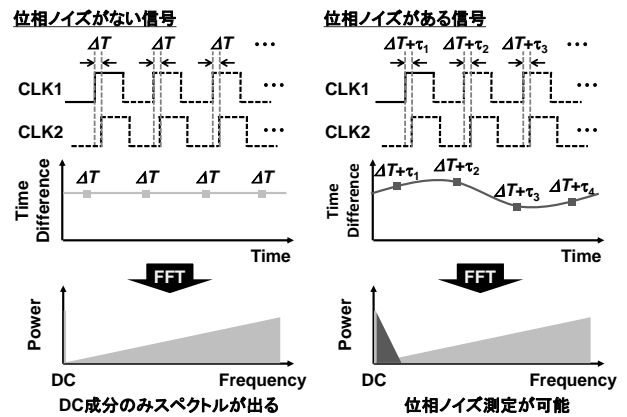 位相ノイズがない信号
ΔT ΔT ΔT …
CLK1 …
CLK2 …
Time Difference
ΔT ΔT ΔT ΔT
Time
FFT
Power
DC Frequency
DC成分のみスペクトルが出る
位相ノイズがある信号
ΔT+τ1 ΔT+τ2 ΔT+τ3 …
CLK1 …
CLK2 …
Time Difference
ΔT+τ1 ΔT+τ2 ΔT+τ3 ΔT+τ4
Time
FFT
Power
DC Frequency
位相ノイズ測定が可能